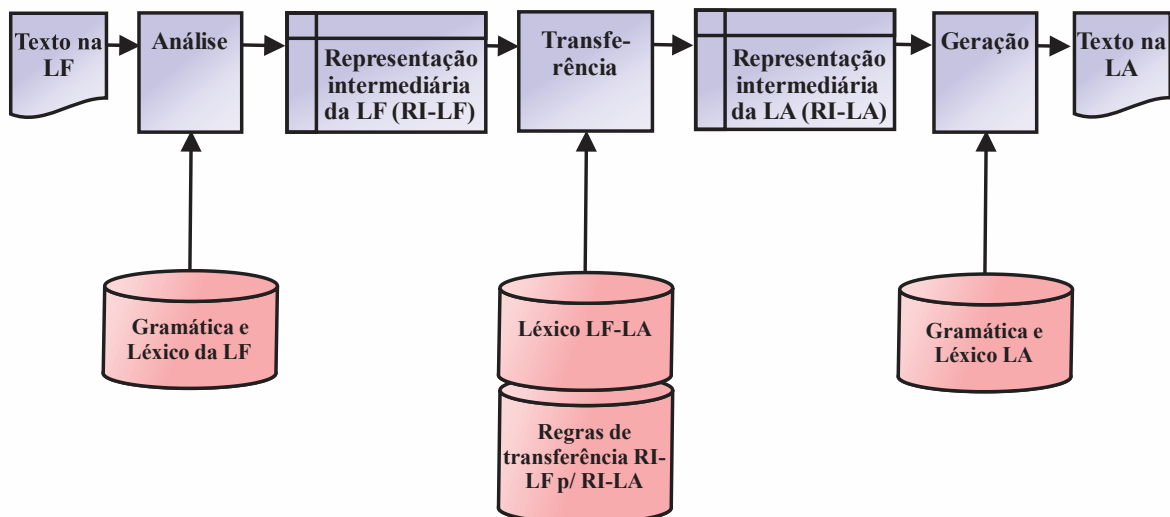 Texto na
LF
Análise
Representação
intermediária
da LF (RI-LF)
Transfe-
rência
Representação
intermediária
da LA (RI-LA)
Geração
Texto na
LA
Gramática e
Léxico da LF
Léxico LF-LA
Regras de
transferência RI-
LF p/ RI-LA
Gramática e
Léxico LA